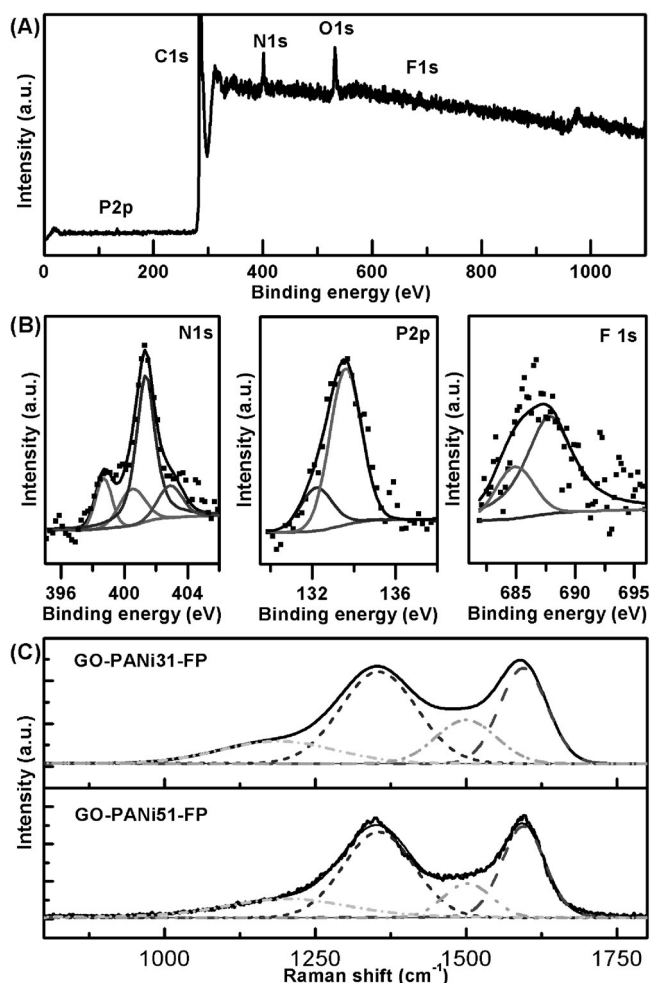 (A)
C1s
N1s
O1s
F1s
P2p
Intensity (a.u.)
0 200 400 600 800 1000
Binding energy (eV)
(B)
N1s
P2p
F 1s
Intensity (a.u.)
Intensity (a.u.)
Intensity (a.u.)
396 400 404
132 136
685 690 695
Binding energy (eV)
Binding energy (eV)
Binding energy (eV)
(C)
GO-PANi31-FP
GO-PANi51-FP
Intensity (a.u.)
1000 1250 1500 1750
Raman shift (cm⁻¹)